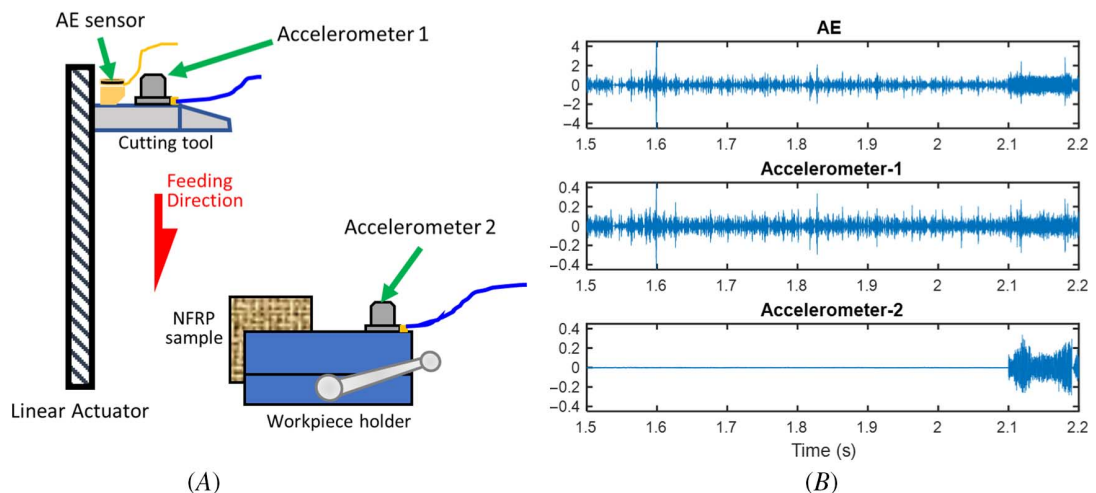 AE sensor
Accelerometer 1
Cutting tool
Feeding
Direction
Accelerometer 2
NFRP
sample
Linear Actuator
Workpiece holder
(A)
AE
4
2
0
−2
−4
1.5 1.6 1.7 1.8 1.9 2 2.1 2.2
Accelerometer-1
0.4
0.2
0
−0.2
−0.4
1.5 1.6 1.7 1.8 1.9 2 2.1 2.2
Accelerometer-2
0.4
0.2
0
−0.2
−0.4
1.5 1.6 1.7 1.8 1.9 2 2.1 2.2
Time (s)
(B)